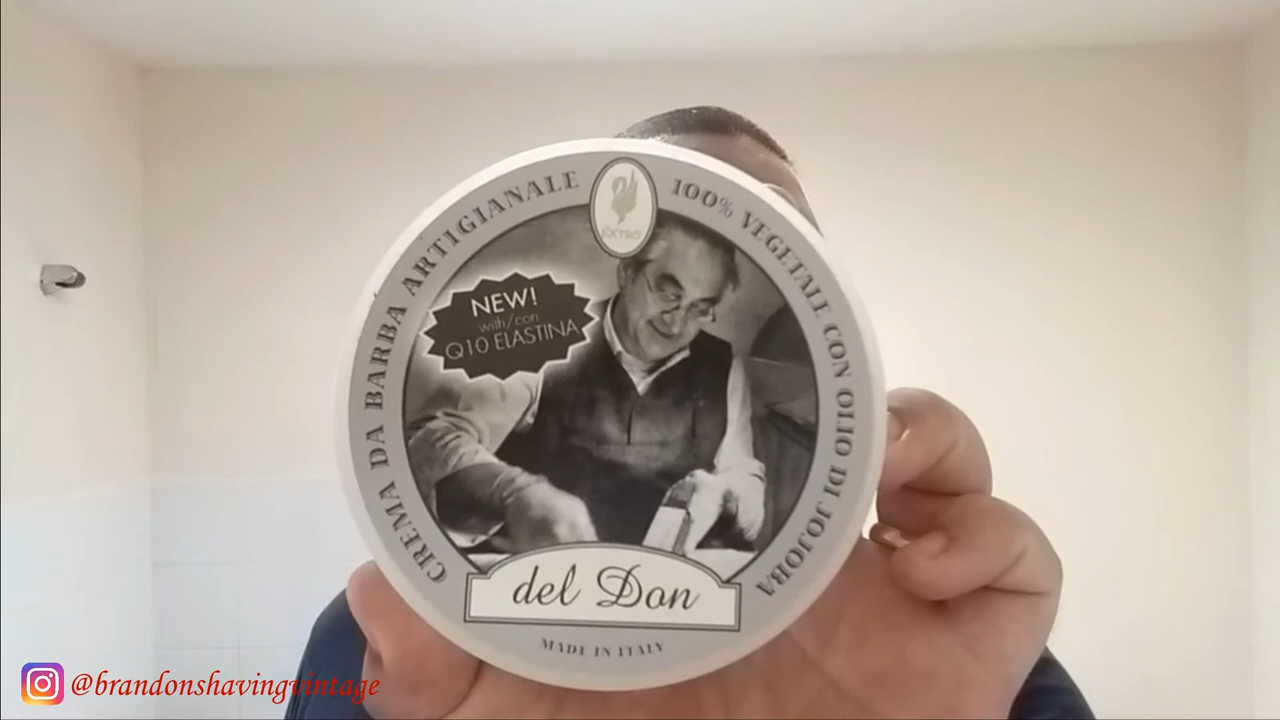 CREMA DA BARBA ARTIGIANALE
EXTRO'
100% VEGETALE CON OLIO DI JOJOBA
NEW!
with/con
Q10 ELASTINA
del Don
MADE IN ITALY
@brandonshavingvintage